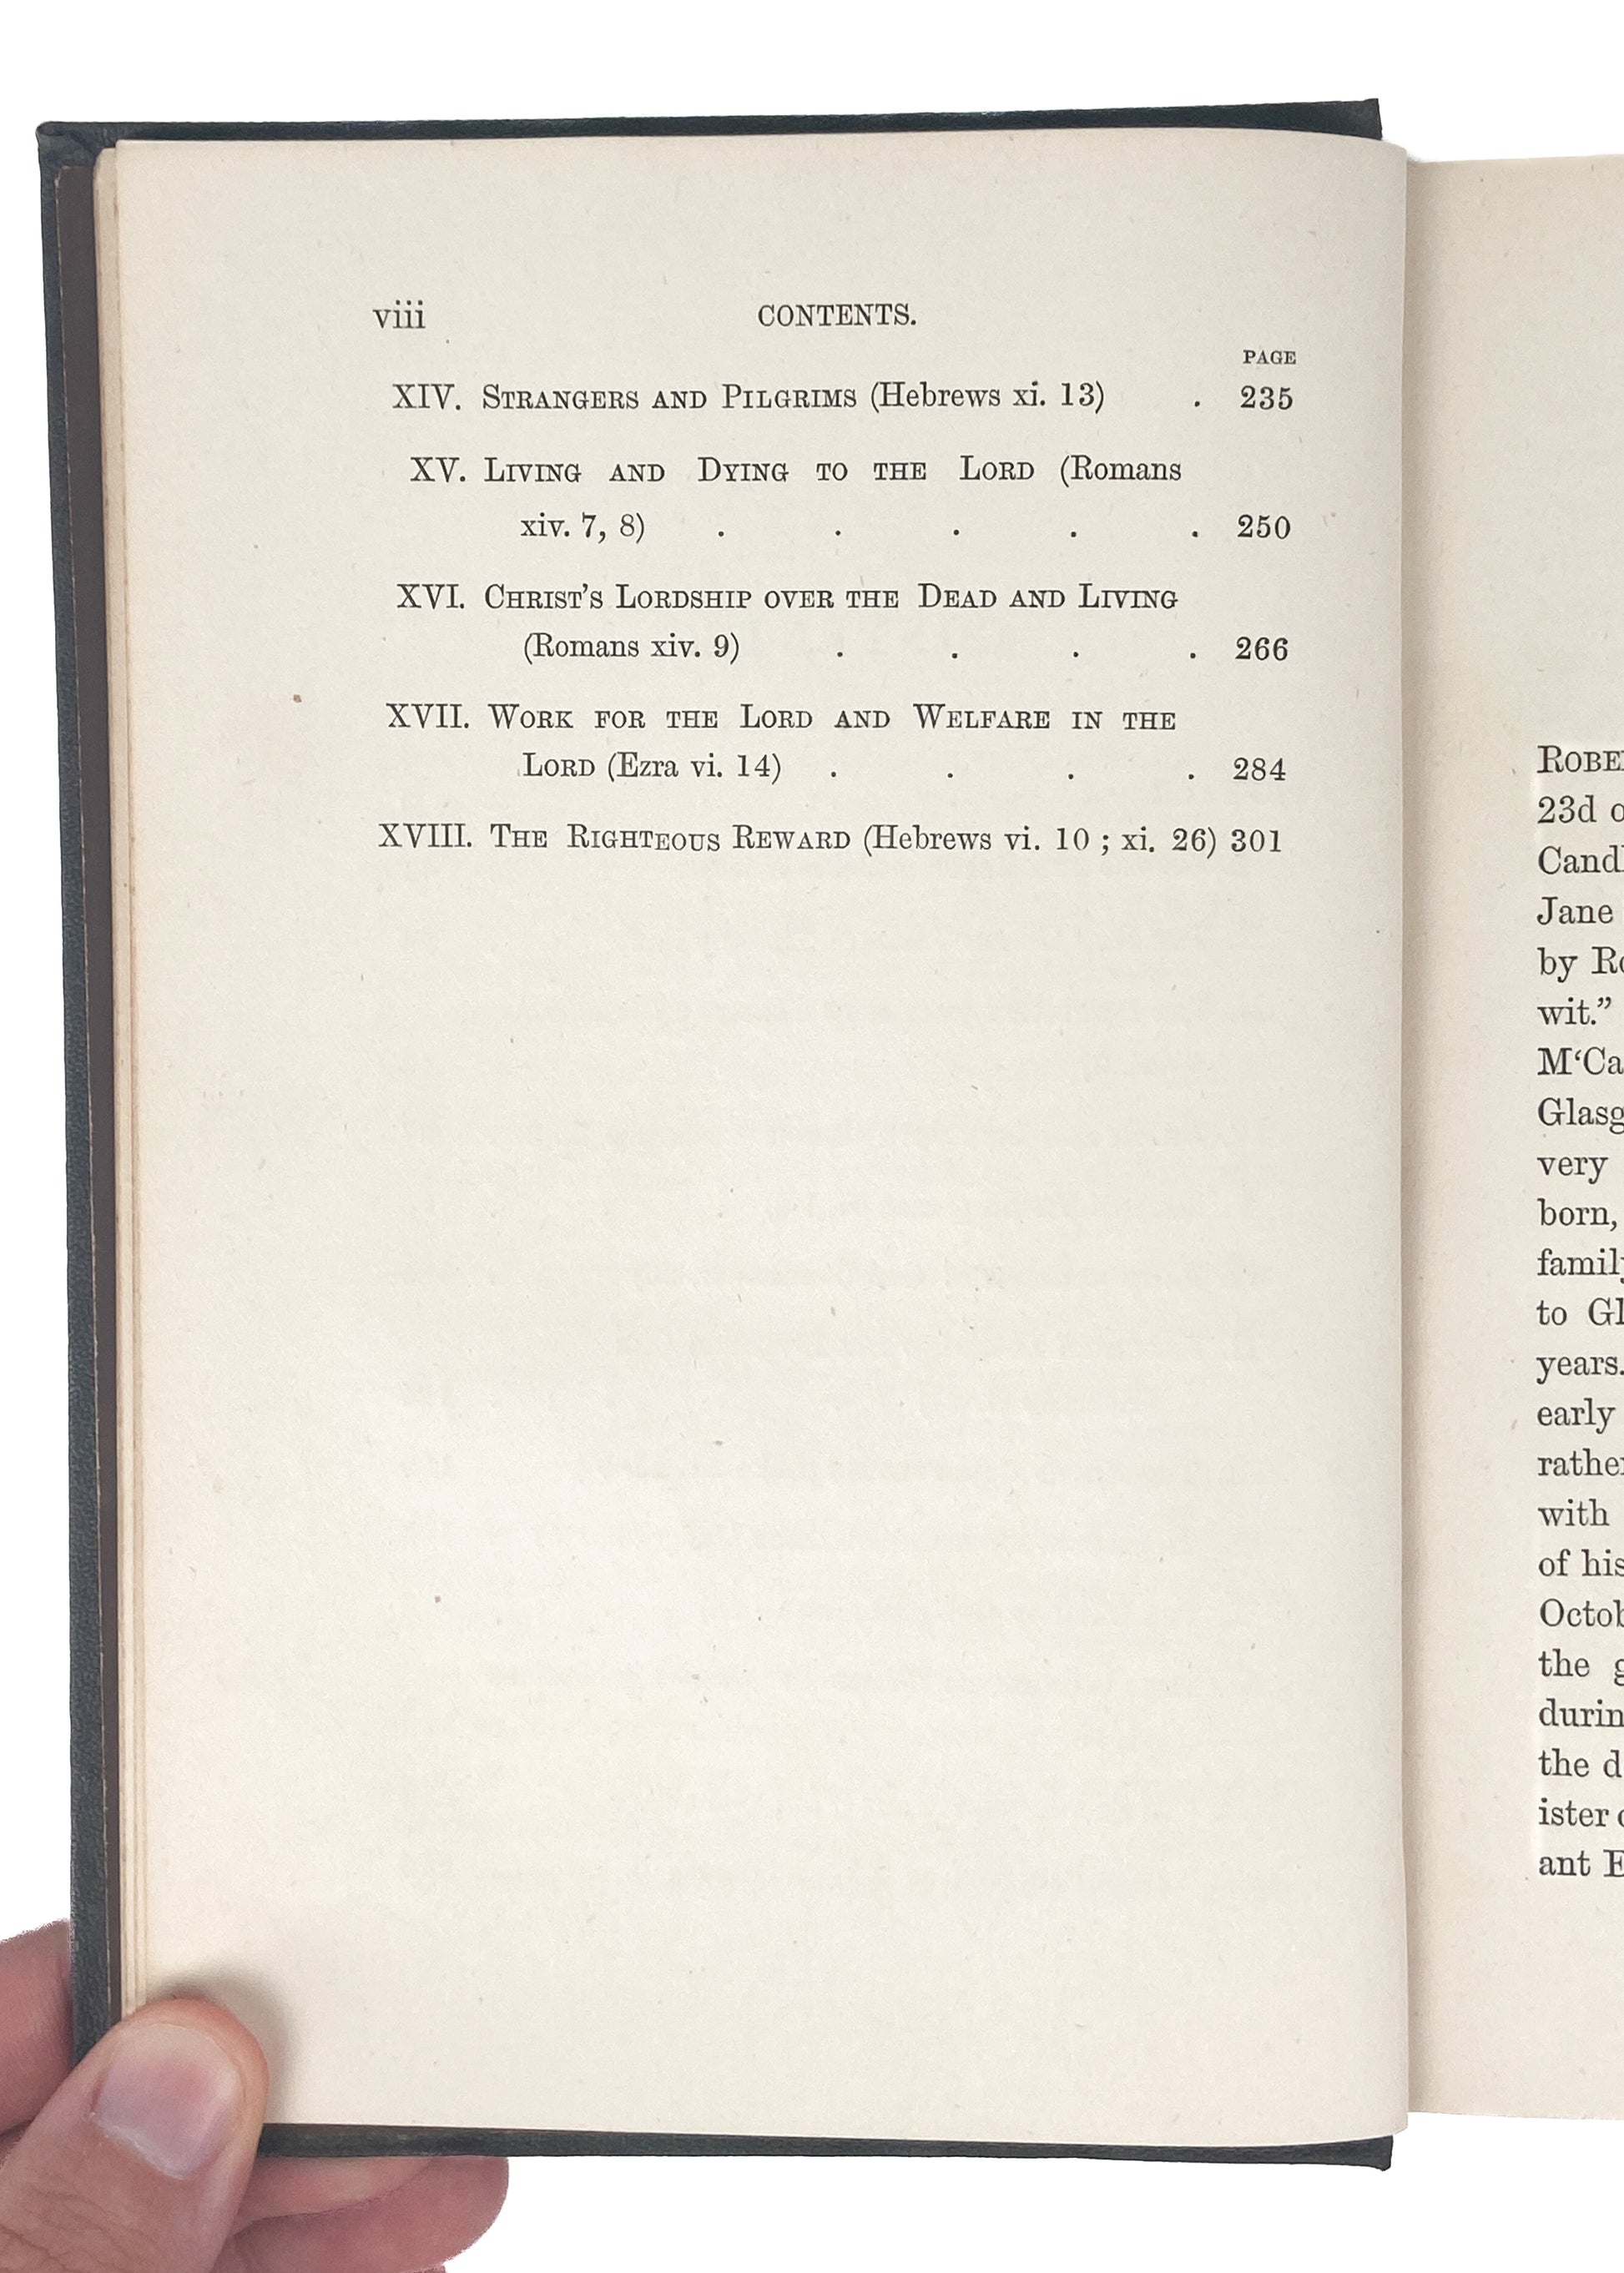 viii CONTENTS.
PAGE
XIV. STRANGERS AND PILGRIMS (Hebrews xi. 13) . 235
XV. LIVING AND DYING TO THE LORD (Romans
xiv. 7, 8) . . . . . 250
XVI. CHRIST'S LORDSHIP OVER THE DEAD AND LIVING
(Romans xiv. 9) . . . . 266
XVII. WORK FOR THE LORD AND WELFARE IN THE
LORD (Ezra vi. 14) . . . . 284
XVIII. THE RIGHTEOUS REWARD (Hebrews vi. 10 ; xi. 26) 301
23d
Jane
by
wit.”
very
born,
to
years.
early
with
of
the
the
ister
ant